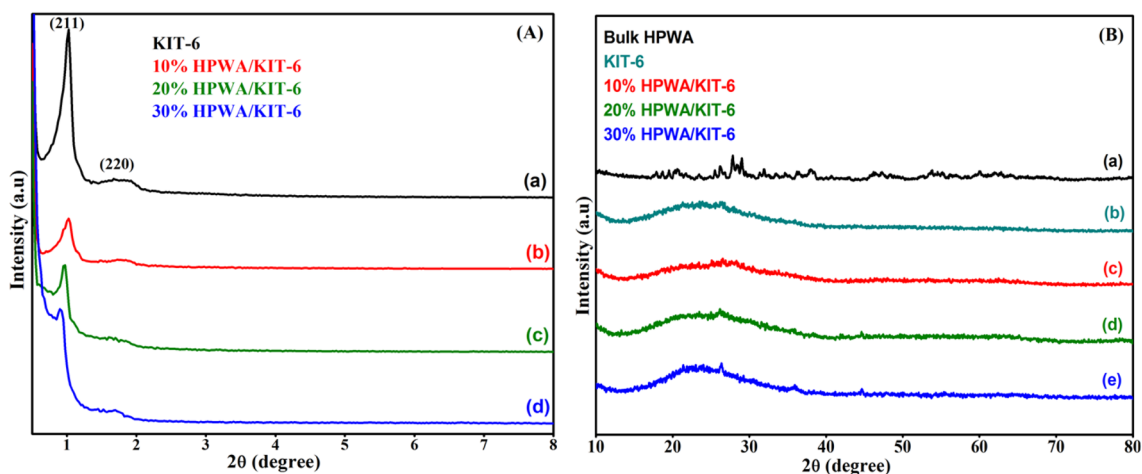 (211)
(A)
KIT-6
10% HPWA/KIT-6
20% HPWA/KIT-6
30% HPWA/KIT-6
(220)
(a)
(b)
(c)
(d)
Intensity (a.u)
1 2 3 4 5 6 7 8
2θ (degree)
(B)
Bulk HPWA
KIT-6
10% HPWA/KIT-6
20% HPWA/KIT-6
30% HPWA/KIT-6
(a)
(b)
(c)
(d)
(e)
Intensity (a.u)
10 20 30 40 50 60 70 80
2θ (degree)